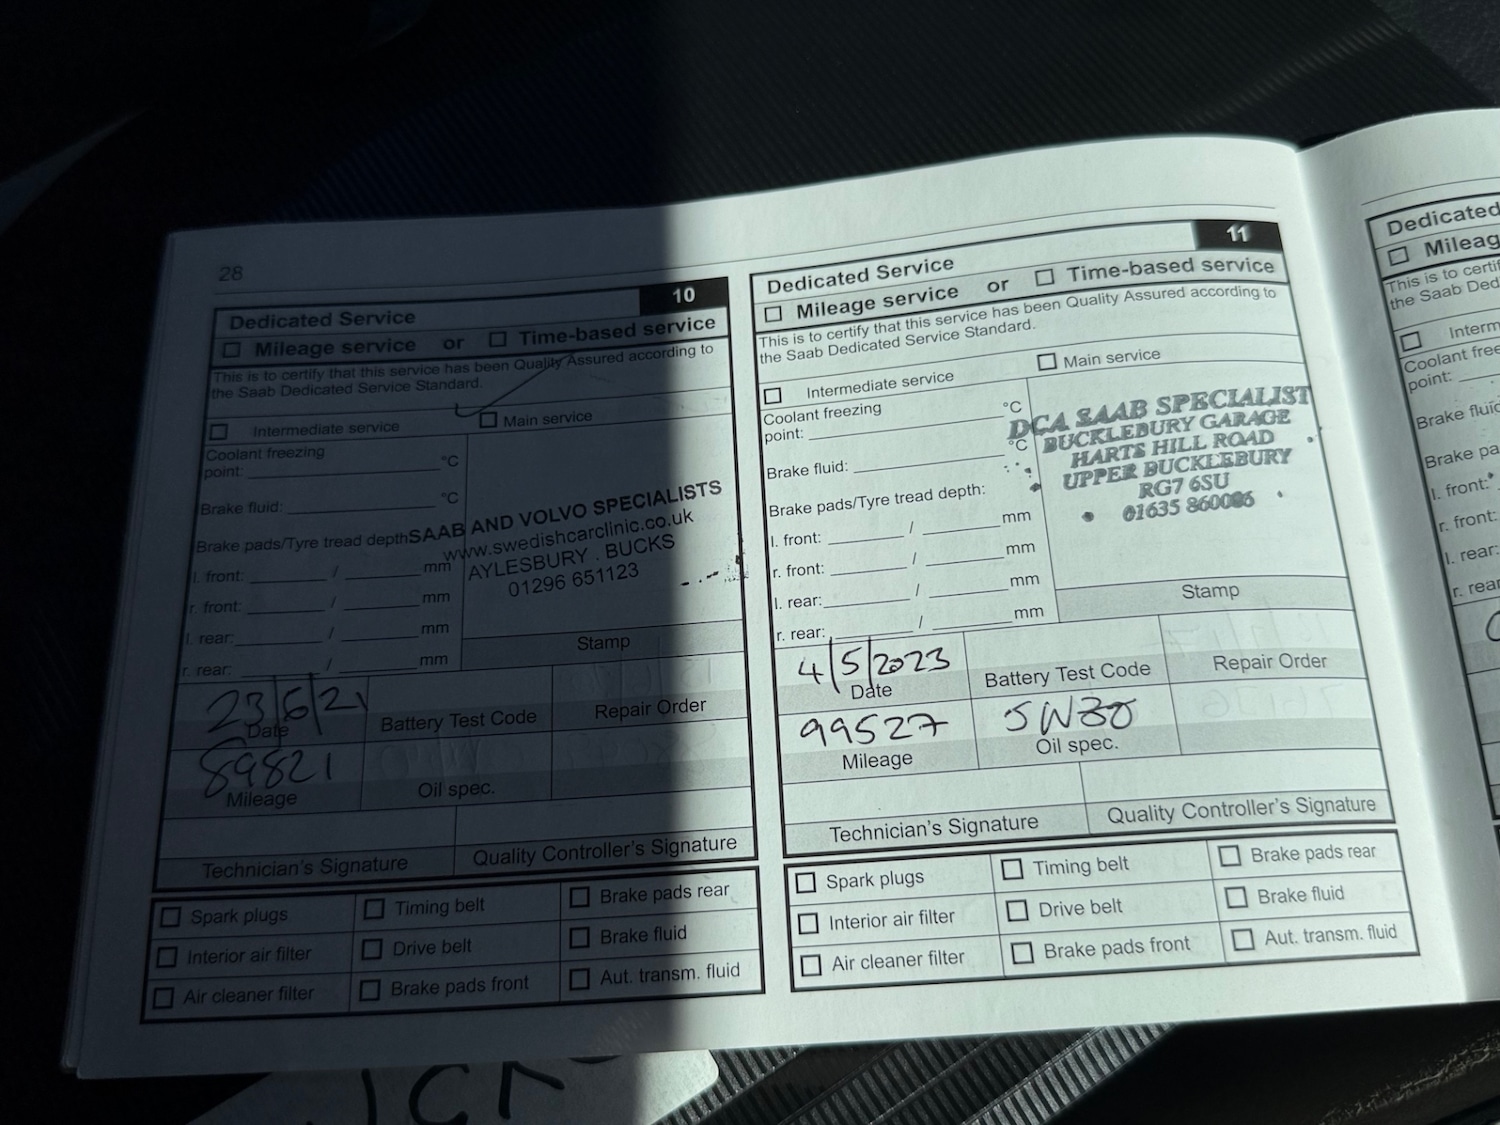 28
10
Dedicated Service
Mileage service or Time-based service
This is to certify that this service has been Quality Assured according to
the Saab Dedicated Service Standard.
Intermediate service
Main service
Coolant freezing
point: °C
Brake fluid: °C
Brake pads/Tyre tread depth
l. front: / mm
r. front: / mm
l. rear: / mm
r. rear: / mm
SAAB AND VOLVO SPECIALISTS
www.swedishcarclinic.co.uk
AYLESBURY . BUCKS
01296 651123
Stamp
23/6/21
Date
Battery Test Code
Repair Order
89821
Mileage
Oil spec.
Technician's Signature
Quality Controller's Signature
Spark plugs
Timing belt
Brake pads rear
Interior air filter
Drive belt
Brake fluid
Air cleaner filter
Brake pads front
Aut. transm. fluid
11
Dedicated Service
Mileage service or Time-based service
This is to certify that this service has been Quality Assured according to
the Saab Dedicated Service Standard.
Intermediate service
Main service
Coolant freezing
point: °C
Brake fluid: °C
Brake pads/Tyre tread depth:
l. front: / mm
r. front: / mm
l. rear: / mm
r. rear: / mm
DCA SAAB SPECIALIST
BUCKLEBURY GARAGE
HARTS HILL ROAD
UPPER BUCKLEBURY
RG7 6SU
01635 860006
Stamp
4/5/2023
Date
Battery Test Code
Repair Order
99527
Mileage
5W30
Oil spec.
Technician's Signature
Quality Controller's Signature
Spark plugs
Timing belt
Brake pads rear
Interior air filter
Drive belt
Brake fluid
Air cleaner filter
Brake pads front
Aut. transm. fluid
Dedicated
Mileag
This is to certif
the Saab Ded
Interm
Coolant free
point:
Brake fluid
Brake pa
l. front:
r. front:
l. rear:
r. rear